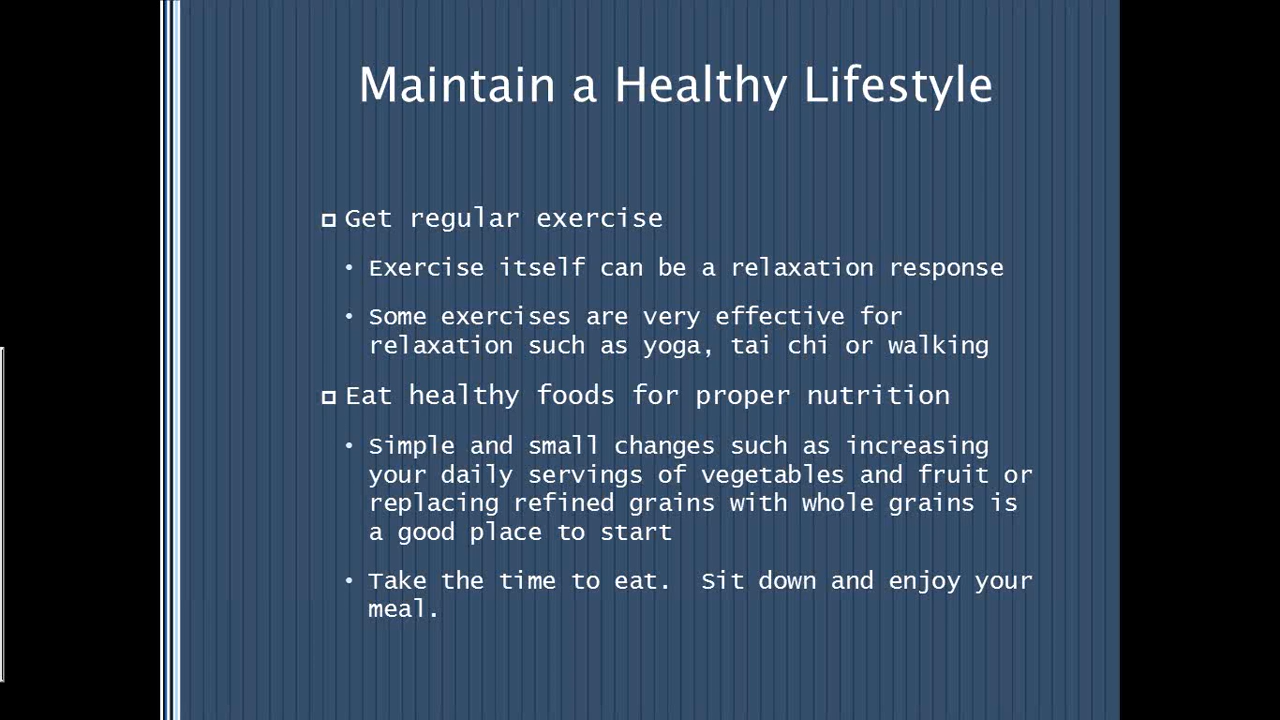 Maintain a Healthy Lifestyle
Get regular exercise
• Exercise itself can be a relaxation response
• Some exercises are very effective for
relaxation such as yoga, tai chi or walking
Eat healthy foods for proper nutrition
• Simple and small changes such as increasing
your daily servings of vegetables and fruit or
replacing refined grains with whole grains is
a good place to start
• Take the time to eat.  Sit down and enjoy your
meal.